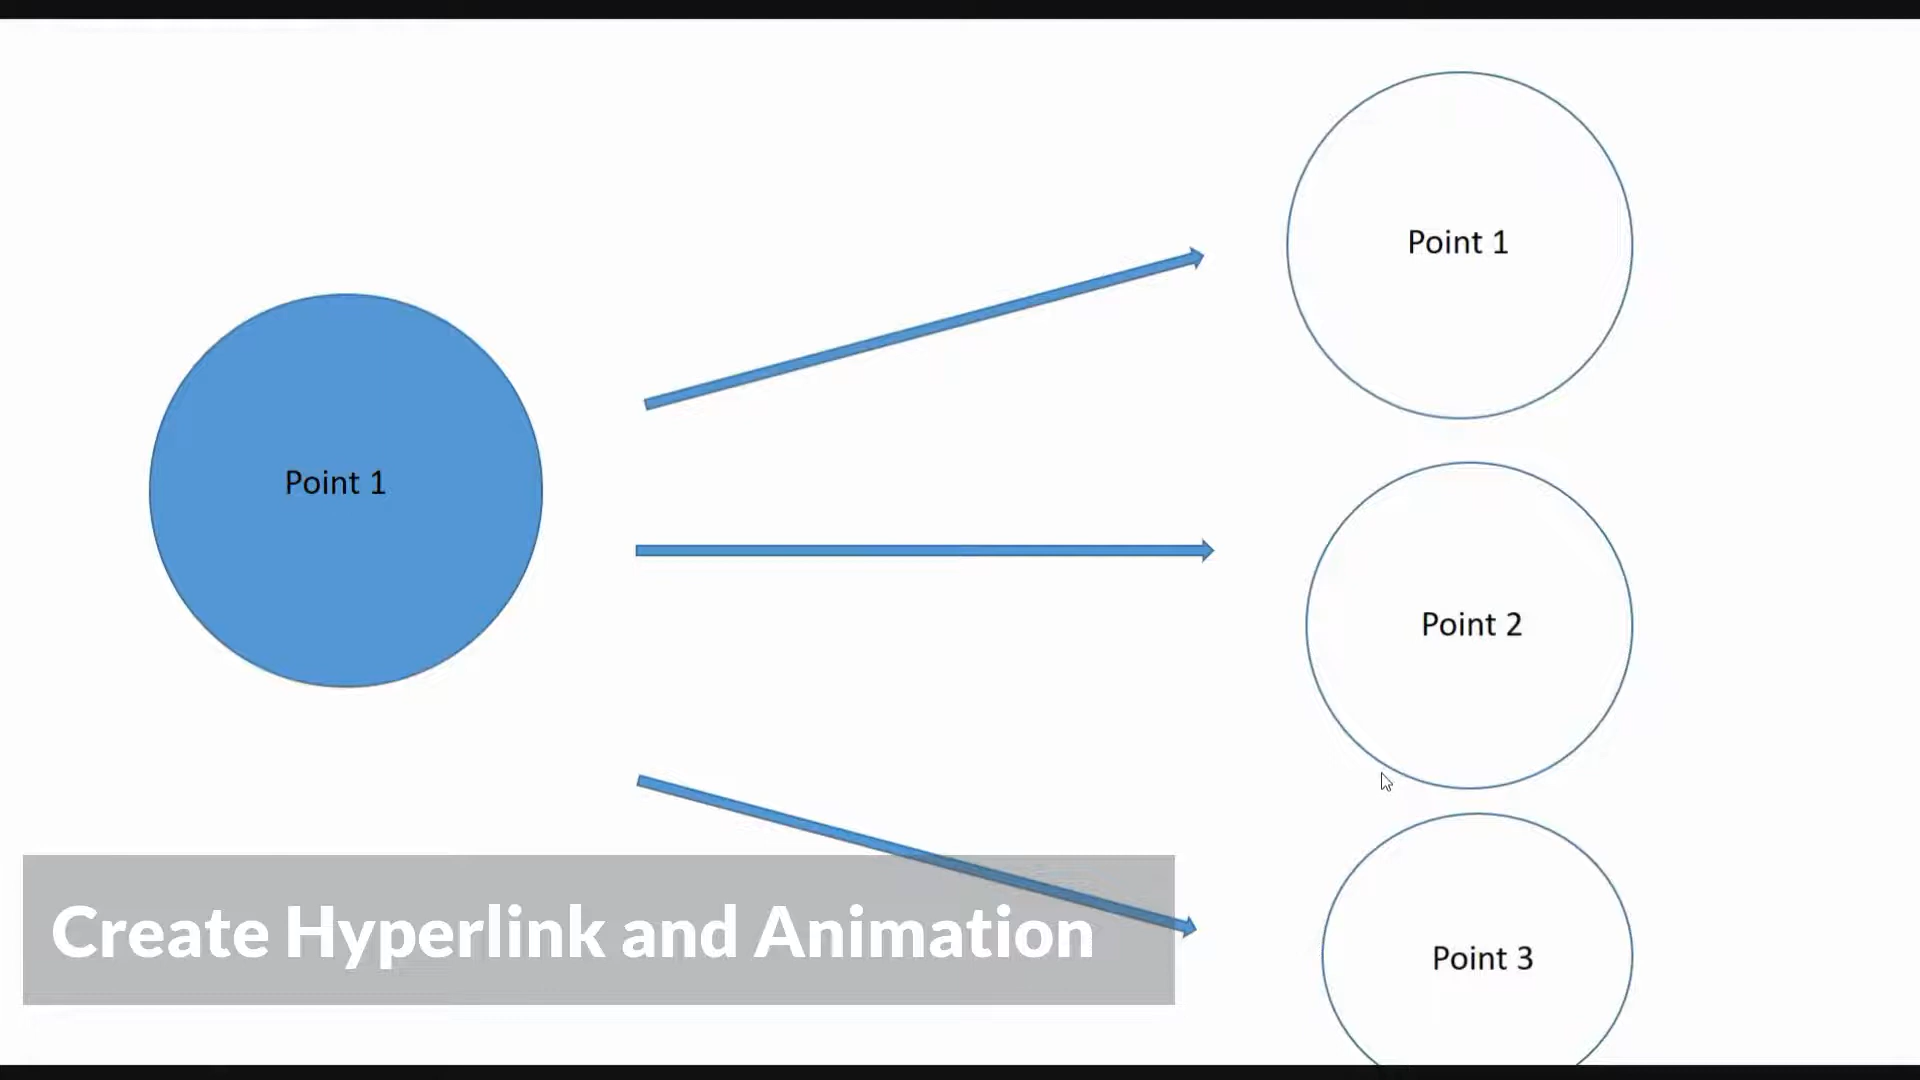 Point 1
Point 1
Point 2
Create Hyperlink and Animation
Point 3